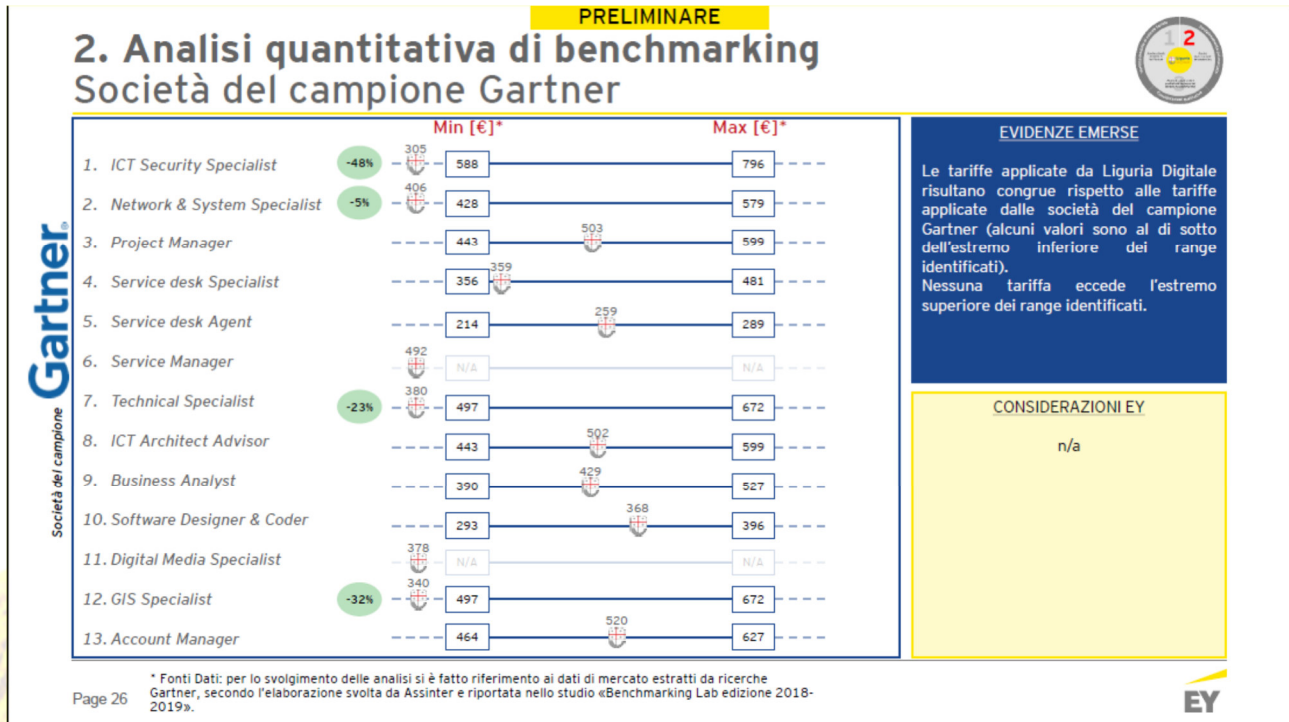 PRELIMINARE
2. Analisi quantitativa di benchmarking
Società del campione Gartner
1 2
Min [€]*
Max [€]*
1. ICT Security Specialist -48% 305 588 796
2. Network & System Specialist -5% 406 428 579
3. Project Manager 443 503 599
4. Service desk Specialist 356 359 481
5. Service desk Agent 214 259 289
6. Service Manager 492 N/A N/A
7. Technical Specialist -23% 380 497 672
8. ICT Architect Advisor 443 502 599
9. Business Analyst 390 429 527
10. Software Designer & Coder 293 368 396
11. Digital Media Specialist 378 N/A N/A
12. GIS Specialist -32% 340 497 672
13. Account Manager 464 520 627
Società del campione Gartner®
EVIDENZE EMERSE
Le tariffe applicate da Liguria Digitale
risultano congrue rispetto alle tariffe
applicate dalle società del campione
Gartner (alcuni valori sono al di sotto
dell'estremo inferiore dei range
identificati).
Nessuna tariffa eccede l'estremo
superiore dei range identificati.
CONSIDERAZIONI EY
n/a
Page 26
* Fonti Dati: per lo svolgimento delle analisi si è fatto riferimento ai dati di mercato estratti da ricerche
Gartner, secondo l'elaborazione svolta da Assinter e riportata nello studio «Benchmarking Lab edizione 2018-
2019».
EY